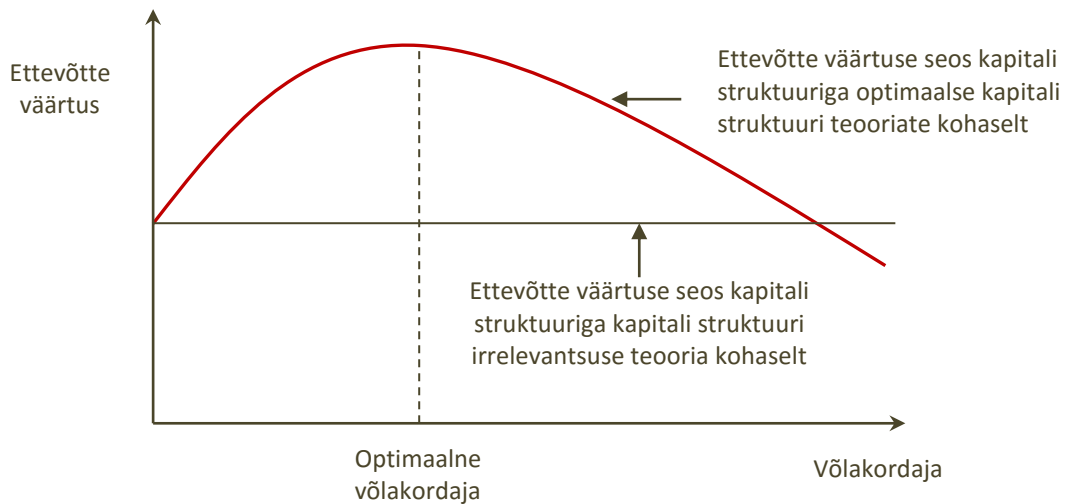 Ettevõtte
väärtus
Ettevõtte väärtuse seos kapitali
struktuuriga optimaalse kapitali
struktuuri teooriate kohaselt
Ettevõtte väärtuse seos kapitali
struktuuriga kapitali struktuuri
irrelevantsuse teooria kohaselt
Optimaalne
võlakordaja
Võlakordaja